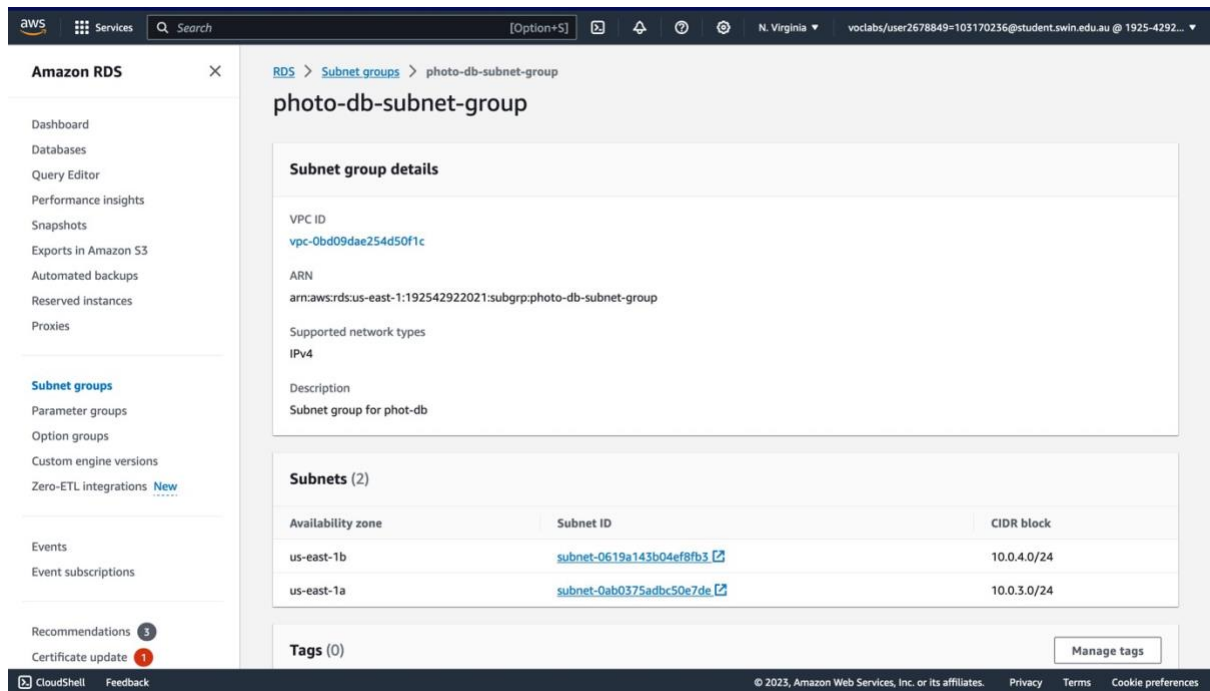 aws Services Search [Option+S] N. Virginia ▼ voclabs/user2678849=103170236@student.swin.edu.au @ 1925-4292... ▼
Amazon RDS
Dashboard
Databases
Query Editor
Performance insights
Snapshots
Exports in Amazon S3
Automated backups
Reserved instances
Proxies
Subnet groups
Parameter groups
Option groups
Custom engine versions
Zero-ETL integrations New
Events
Event subscriptions
Recommendations 3
Certificate update 1
RDS > Subnet groups > photo-db-subnet-group
photo-db-subnet-group
Subnet group details
VPC ID
vpc-0bd09dae254d50f1c
ARN
arn:aws:rds:us-east-1:192542922021:subgrp:photo-db-subnet-group
Supported network types
IPv4
Description
Subnet group for phot-db
Subnets (2)
Availability zone Subnet ID CIDR block
us-east-1b subnet-0619a143b04ef8fb3 10.0.4.0/24
us-east-1a subnet-0ab0375adbc50e7de 10.0.3.0/24
Tags (0) Manage tags
CloudShell Feedback © 2023, Amazon Web Services, Inc. or its affiliates. Privacy Terms Cookie preferences